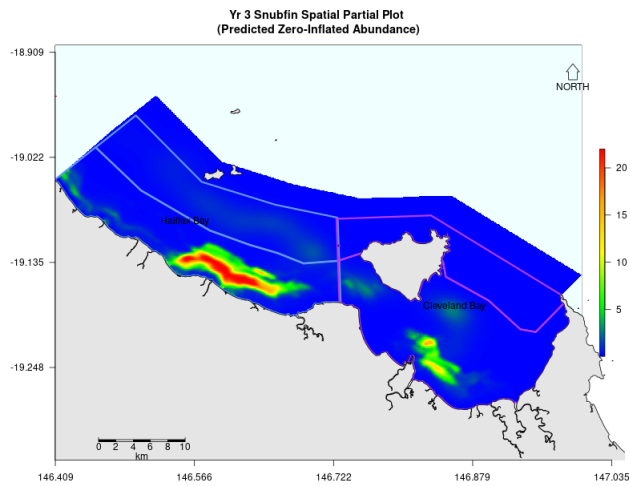 Yr 3 Snubfin Spatial Partial Plot
(Predicted Zero-Inflated Abundance)
-18.909
NORTH
-19.022
20
Halifax Bay
15
-19.135
10
Cleveland Bay
5
-19.248
0 2 4 6 8 10
km
146.409 146.566 146.722 146.879 147.035